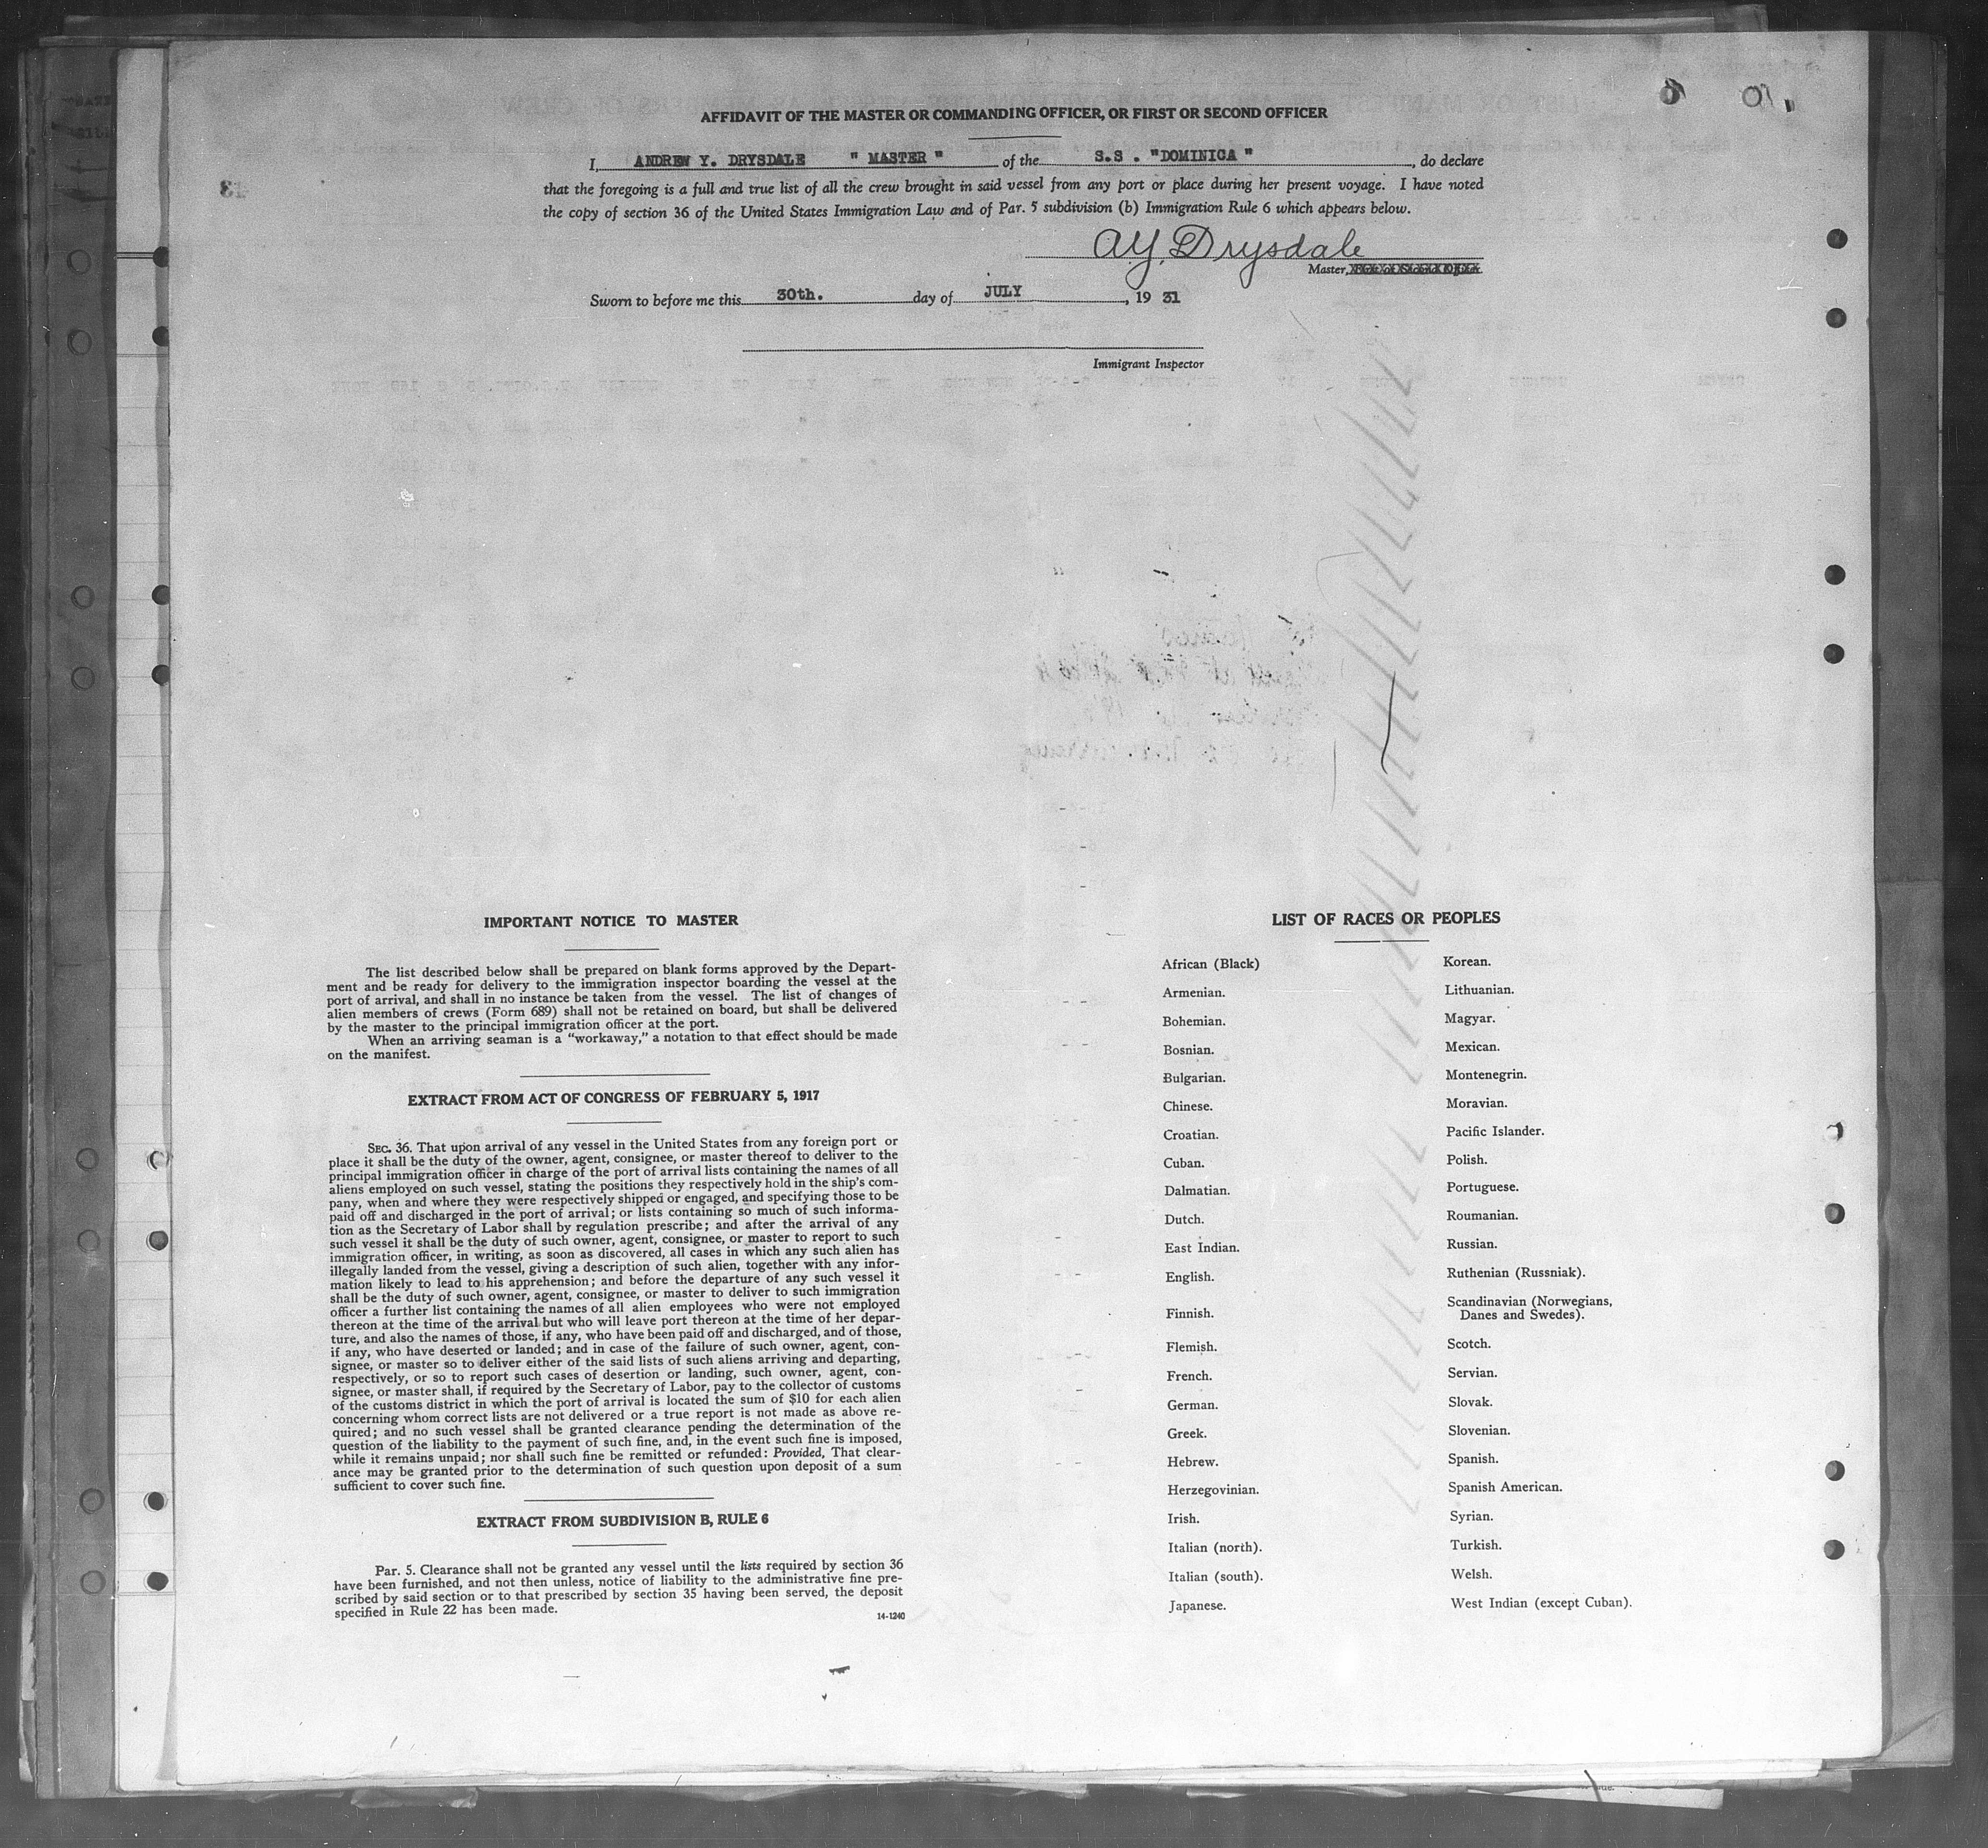 AFFIDAVIT OF THE MASTER OR COMMANDING OFFICER, OR FIRST OR SECOND OFFICER
I, ANDREW Y. DRYSDALE " MASTER " of the S.S. "DOMINICA ", do declare
that the foregoing is a full and true list of all the crew brought in said vessel from any port or place during her present voyage. I have noted
the copy of section 36 of the United States Immigration Law and of Par. 5 subdivision (b) Immigration Rule 6 which appears below.
A.Y. Drysdale
Master, First or Second Officer.
Sworn to before me this 30th. day of JULY, 19 31
Immigrant Inspector
IMPORTANT NOTICE TO MASTER
The list described below shall be prepared on blank forms approved by the Depart-
ment and be ready for delivery to the immigration inspector boarding the vessel at the
port of arrival, and shall in no instance be taken from the vessel. The list of changes of
alien members of crews (Form 689) shall not be retained on board, but shall be delivered
by the master to the principal immigration officer at the port.
When an arriving seaman is a "workaway," a notation to that effect should be made
on the manifest.
EXTRACT FROM ACT OF CONGRESS OF FEBRUARY 5, 1917
SEC. 36. That upon arrival of any vessel in the United States from any foreign port or
place it shall be the duty of the owner, agent, consignee, or master thereof to deliver to the
principal immigration officer in charge of the port of arrival lists containing the names of all
aliens employed on such vessel, stating the positions they respectively hold in the ship's com-
pany, when and where they were respectively shipped or engaged, and specifying those to be
paid off and discharged in the port of arrival; or lists containing so much of such informa-
tion as the Secretary of Labor shall by regulation prescribe; and after the arrival of any
such vessel it shall be the duty of such owner, agent, consignee, or master to report to such
immigration officer, in writing, as soon as discovered, all cases in which any such alien has
illegally landed from the vessel, giving a description of such alien, together with any infor-
mation likely to lead to his apprehension; and before the departure of any such vessel it
shall be the duty of such owner, agent, consignee, or master to deliver to such immigration
officer a further list containing the names of all alien employees who were not employed
thereon at the time of the arrival but who will leave port thereon at the time of her depar-
ture, and also the names of those, if any, who have been paid off and discharged, and of those,
if any, who have deserted or landed; and in case of the failure of such owner, agent, con-
signee, or master so to deliver either of the said lists of such aliens arriving and departing,
respectively, or so to report such cases of desertion or landing, such owner, agent, con-
signee, or master shall, if required by the Secretary of Labor, pay to the collector of customs
of the customs district in which the port of arrival is located the sum of $10 for each alien
concerning whom correct lists are not delivered or a true report is not made as above re-
quired; and no such vessel shall be granted clearance pending the determination of the
question of the liability to the payment of such fine, and, in the event such fine is imposed,
while it remains unpaid; nor shall such fine be remitted or refunded: Provided, That clear-
ance may be granted prior to the determination of such question upon deposit of a sum
sufficient to cover such fine.
EXTRACT FROM SUBDIVISION B, RULE 6
Par. 5. Clearance shall not be granted any vessel until the lists required by section 36
have been furnished, and not then unless, notice of liability to the administrative fine pre-
scribed by said section or to that prescribed by section 35 having been served, the deposit
specified in Rule 22 has been made.
14-1240
LIST OF RACES OR PEOPLES
African (Black)
Armenian.
Bohemian.
Bosnian.
Bulgarian.
Chinese.
Croatian.
Cuban.
Dalmatian.
Dutch.
East Indian.
English.
Finnish.
Flemish.
French.
German.
Greek.
Hebrew.
Herzegovinian.
Irish.
Italian (north).
Italian (south).
Japanese.
Korean.
Lithuanian.
Magyar.
Mexican.
Montenegrin.
Moravian.
Pacific Islander.
Polish.
Portuguese.
Roumanian.
Russian.
Ruthenian (Russniak).
Scandinavian (Norwegians,
Danes and Swedes).
Scotch.
Servian.
Slovak.
Slovenian.
Spanish.
Spanish American.
Syrian.
Turkish.
Welsh.
West Indian (except Cuban).